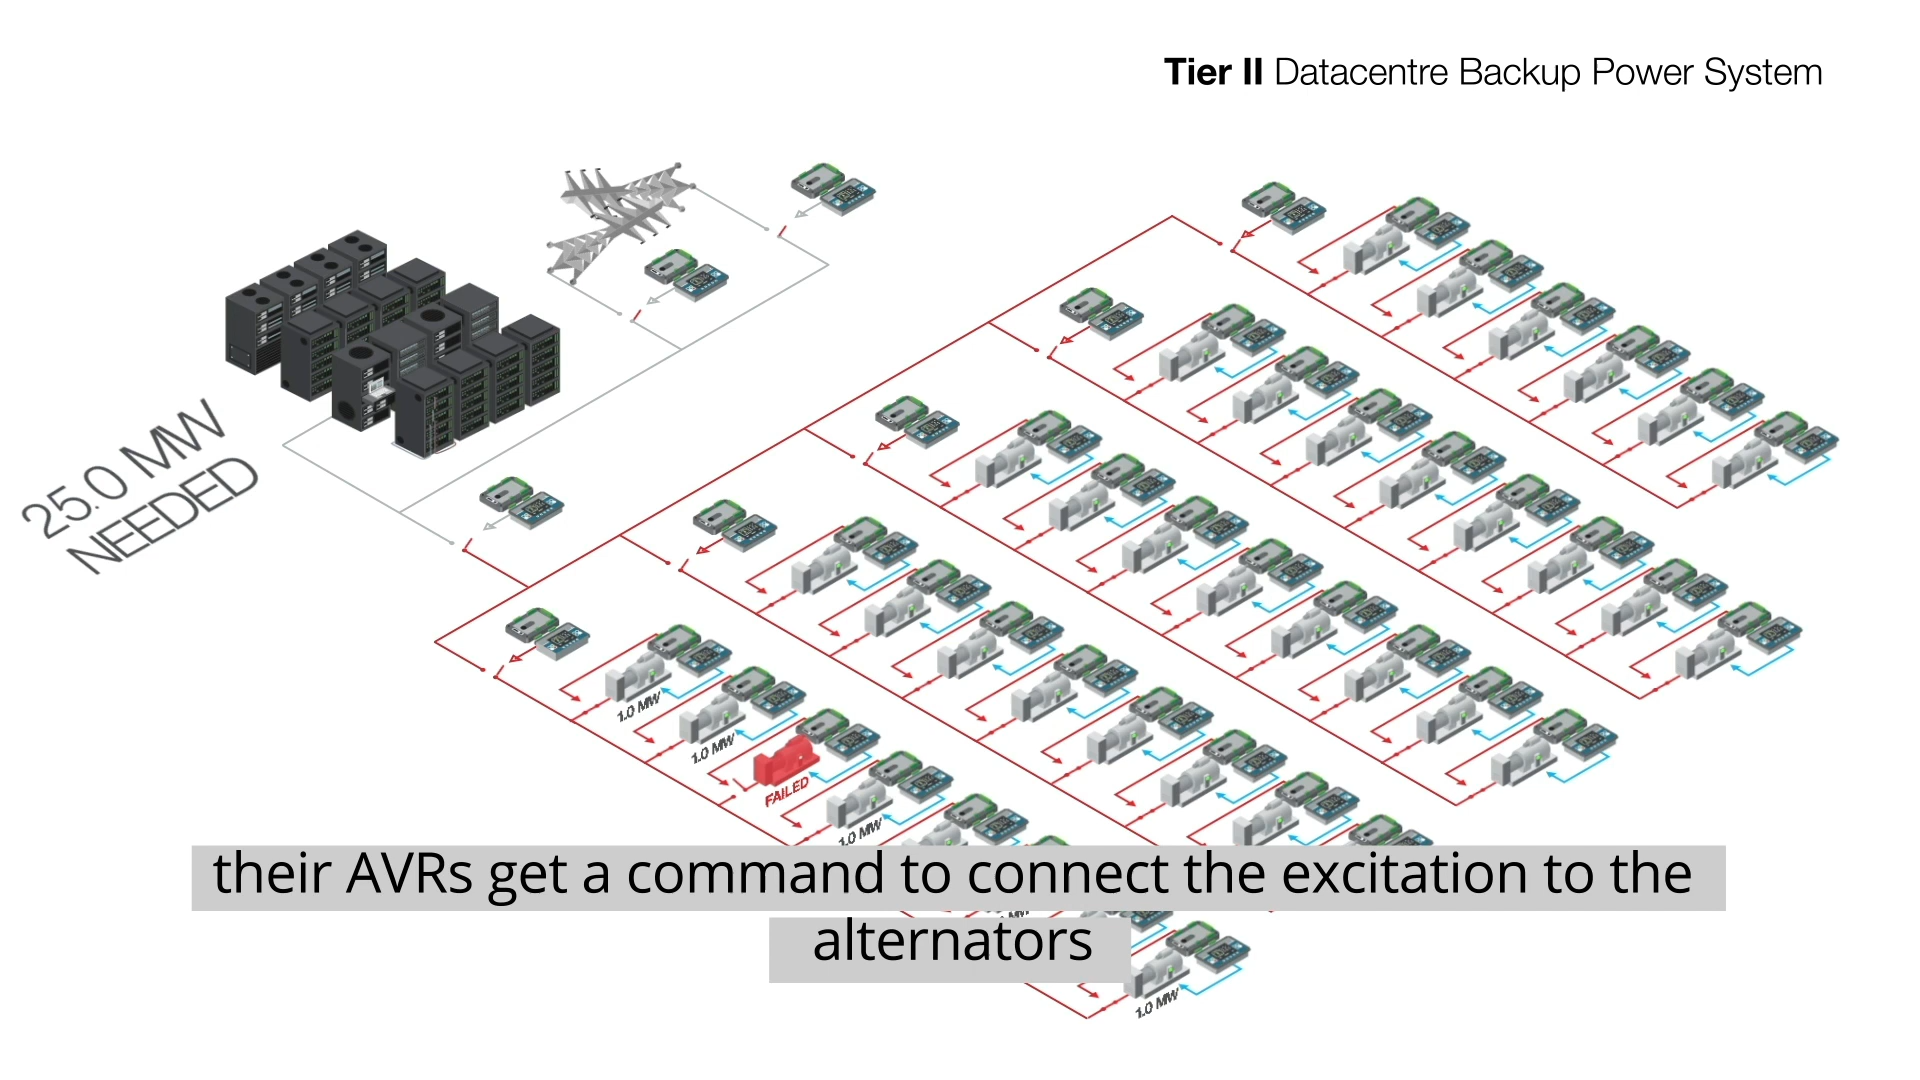 Tier II Datacentre Backup Power System
25.0 MW
NEEDED
1.0 MW
1.0 MW
FAILED
1.0 MW
MW
1.0 MW
their AVRs get a command to connect the excitation to the
alternators